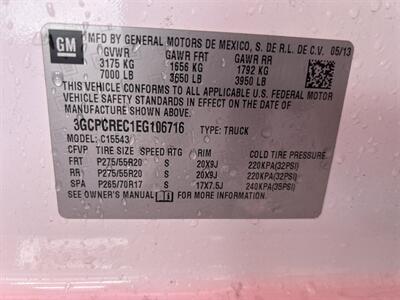 GM
MFD BY GENERAL MOTORS DE MEXICO, S. DE R.L. DE C.V. 05/13
GVWR GAWR FRT GAWR RR
3175 KG 1656 KG 1792 KG
7000 LB 3650 LB 3950 LB
THIS VEHICLE CONFORMS TO ALL APPLICABLE U.S. FEDERAL MOTOR
VEHICLE SAFETY, BUMPER, AND THEFT PREVENTION STANDARDS
IN EFFECT ON THE DATE OF MANUFACTURE SHOWN ABOVE.
3GCPCREC1EG106716 TYPE: TRUCK
C15543
CFVP TIRE SIZE SPEED RTG RIM COLD TIRE PRESSURE
FRT P275/55R20 S 20X9J 220KPA(32PSI)
RR P275/55R20 S 20X9J 220KPA(32PSI)
SPA P265/70R17 S 17X7.5J 240KPA(35PSI)
SEE OWNER'S MANUAL FOR MORE INFORMATION